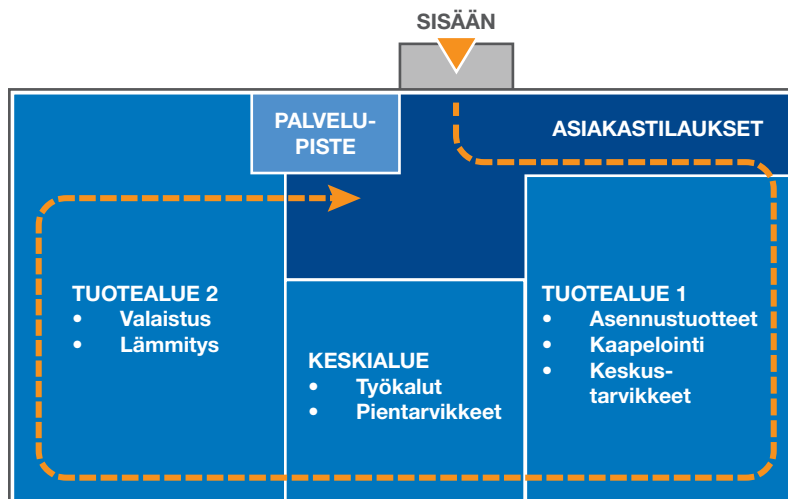 SISÄÄN
PALVELU-
PISTE
ASIAKASTILAUKSET
TUOTEALUE 2
• Valaistus
• Lämmitys
KESKIALUE
• Työkalut
• Pientarvikkeet
TUOTEALUE 1
• Asennustuotteet
• Kaapelointi
• Keskus-
tarvikkeet